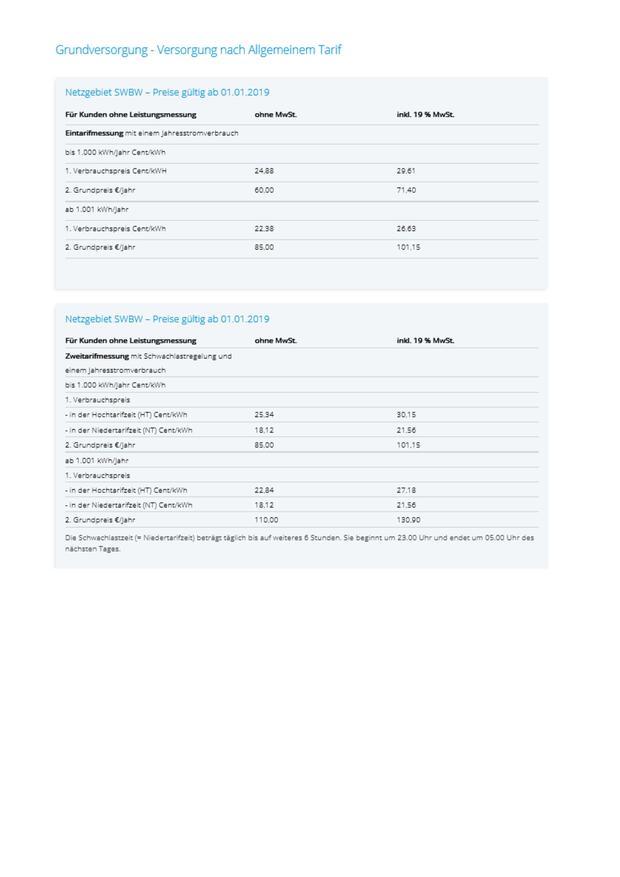 Grundversorgung - Versorgung nach Allgemeinem Tarif
Netzgebiet SWBW – Preise gültig ab 01.01.2019
Für Kunden ohne Leistungsmessung ohne MwSt. inkl. 19 % MwSt.
Eintarifmessung mit einem Jahresstromverbrauch
bis 1.000 kWh/Jahr Cent/kWh
1. Verbrauchspreis Cent/kWH 24,88 29,61
2. Grundpreis €/Jahr 60,00 71,40
ab 1.001 kWh/Jahr
1. Verbrauchspreis Cent/kWh 22,38 26,63
2. Grundpreis €/Jahr 85,00 101,15
Netzgebiet SWBW – Preise gültig ab 01.01.2019
Für Kunden ohne Leistungsmessung ohne MwSt. inkl. 19 % MwSt.
Zweitarifmessung mit Schwachlastregelung und
einem Jahresstromverbrauch
bis 1.000 kWh/Jahr Cent/kWh
1. Verbrauchspreis
- in der Hochtarifzeit (HT) Cent/kWh 25,34 30,15
- in der Niedertarifzeit (NT) Cent/kWh 18,12 21,56
2. Grundpreis €/Jahr 85,00 101,15
ab 1.001 kWh/Jahr
1. Verbrauchspreis
- in der Hochtarifzeit (HT) Cent/kWh 22,84 27,18
- in der Niedertarifzeit (NT) Cent/kWh 18,12 21,56
2. Grundpreis €/Jahr 110,00 130,90
Die Schwachlastzeit (= Niedertarifzeit) beträgt täglich bis auf weiteres 6 Stunden. Sie beginnt um 23.00 Uhr und endet um 05.00 Uhr des
nächsten Tages.